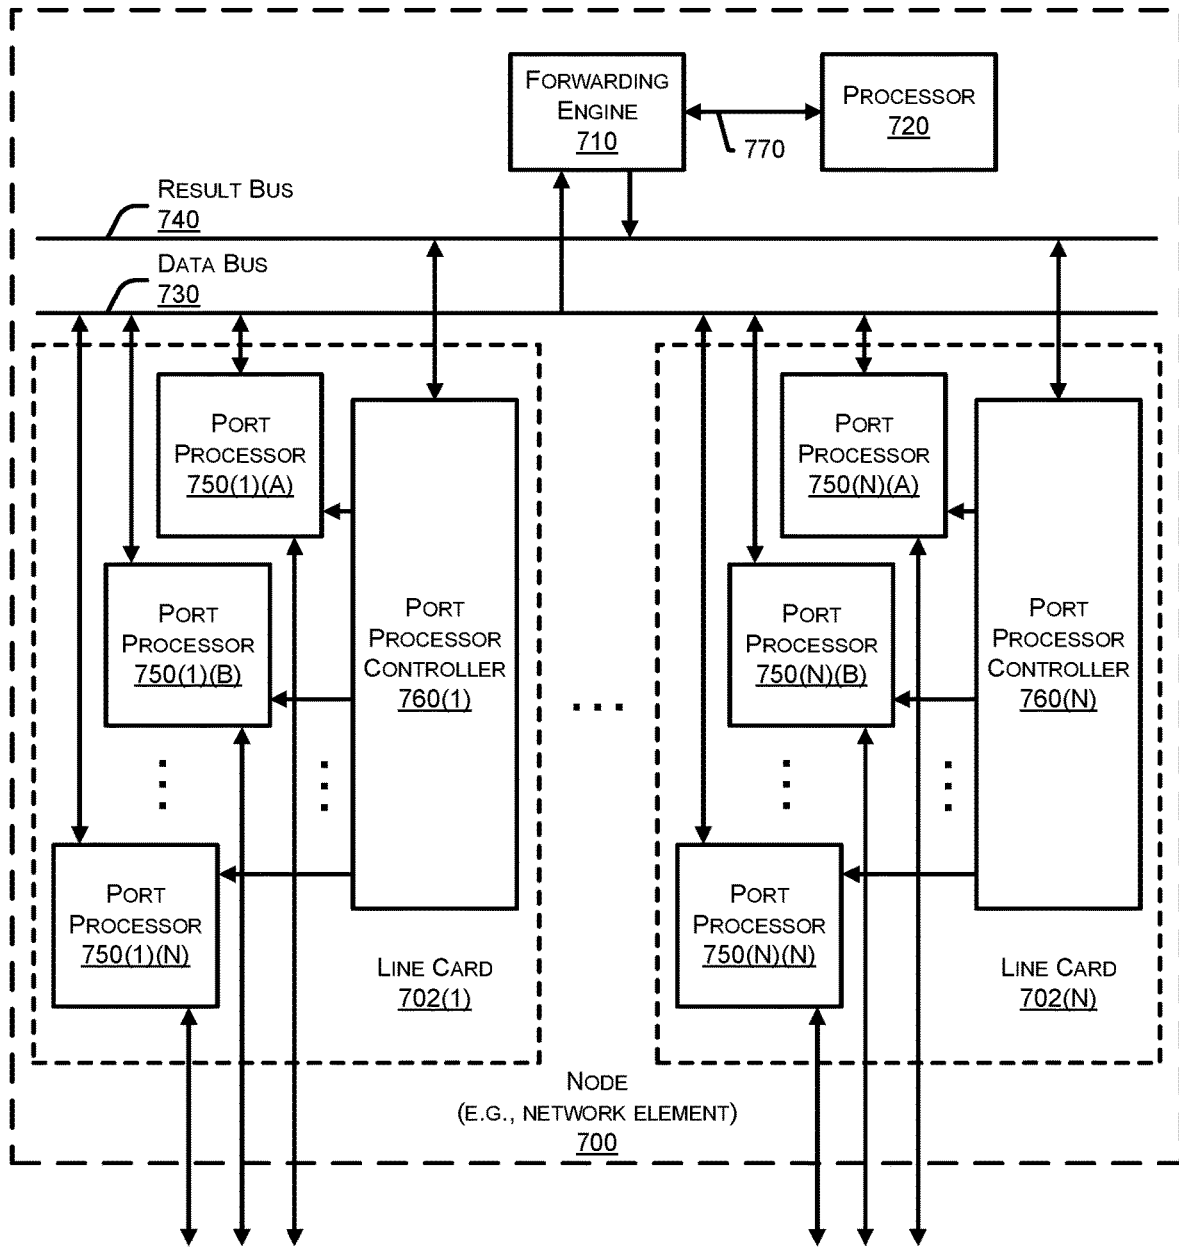 FORWARDING
ENGINE
710
PROCESSOR
720
770
RESULT BUS
740
DATA BUS
730
PORT
PROCESSOR
750(1)(A)
PORT
PROCESSOR
750(1)(B)
PORT
PROCESSOR
750(1)(N)
PORT
PROCESSOR
CONTROLLER
760(1)
LINE CARD
702(1)
PORT
PROCESSOR
750(N)(A)
PORT
PROCESSOR
750(N)(B)
PORT
PROCESSOR
750(N)(N)
PORT
PROCESSOR
CONTROLLER
760(N)
LINE CARD
702(N)
NODE
(E.G., NETWORK ELEMENT)
700